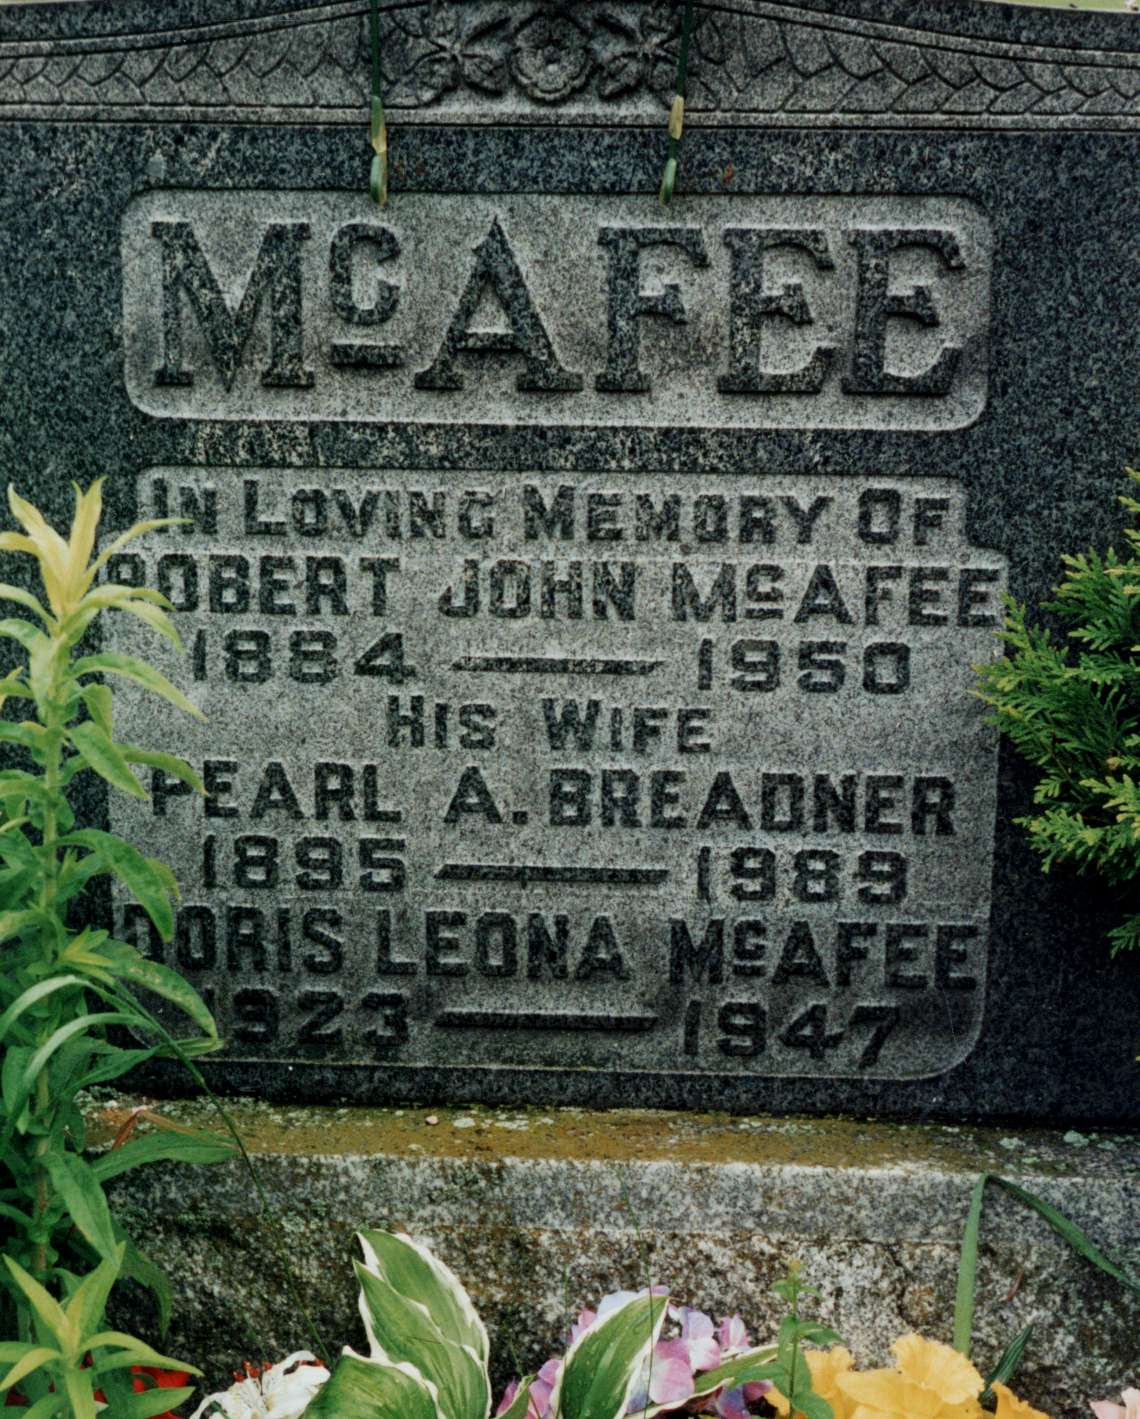 McAFEE
IN LOVING MEMORY OF
ROBERT JOHN McAFEE
1884 — 1950
HIS WIFE
PEARL A. BREADNER
1895 — 1989
DORIS LEONA McAFEE
1923 — 1947